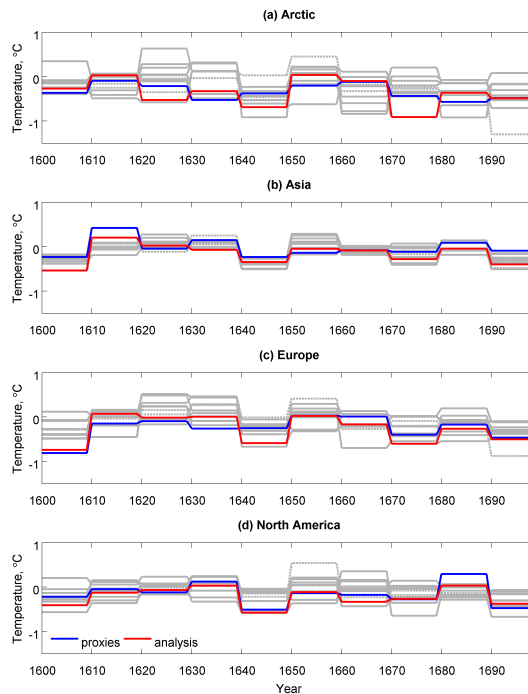 (a) Arctic
Temperature, °C
1
0
-1
1600 1610 1620 1630 1640 1650 1660 1670 1680 1690
(b) Asia
Temperature, °C
1
0
-1
1600 1610 1620 1630 1640 1650 1660 1670 1680 1690
(c) Europe
Temperature, °C
1
0
-1
1600 1610 1620 1630 1640 1650 1660 1670 1680 1690
(d) North America
Temperature, °C
1
0
-1
proxies analysis
1600 1610 1620 1630 1640 1650 1660 1670 1680 1690
Year